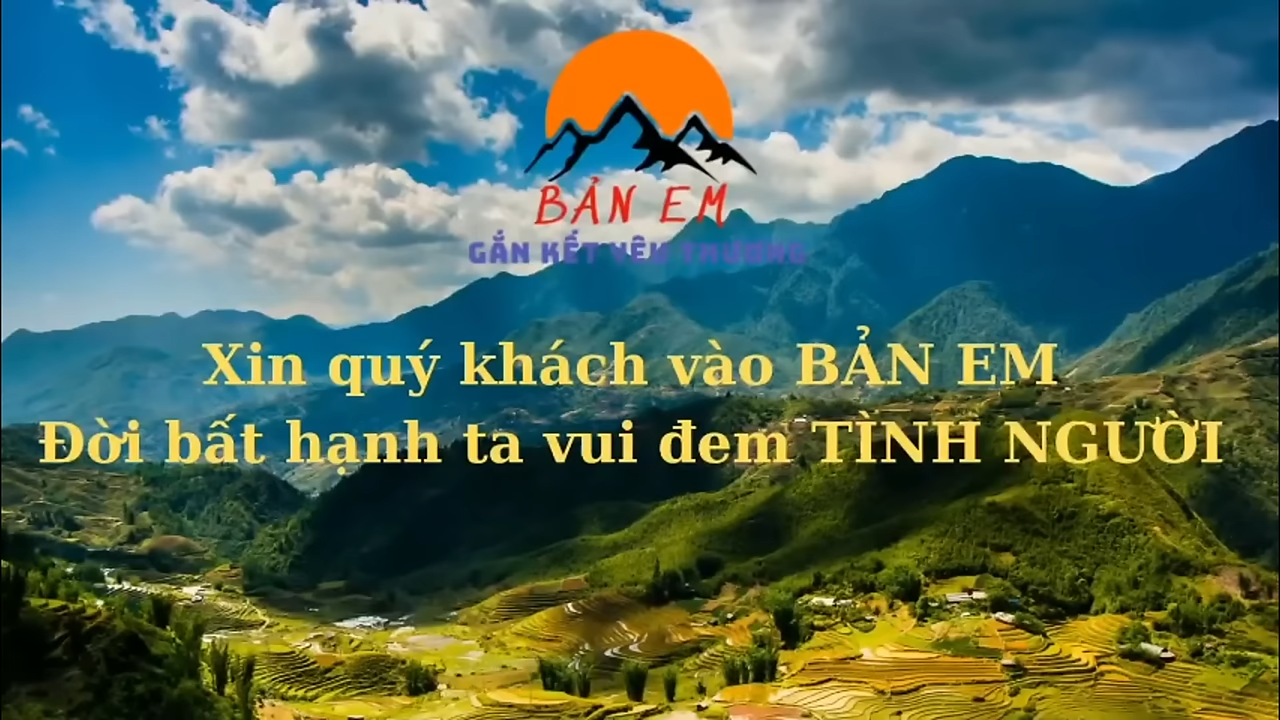 BẢN EM
GẮN KẾT YÊU THƯƠNG
Xin quý khách vào BẢN EM
Đời bất hạnh ta vui đem TÌNH NGƯỜI